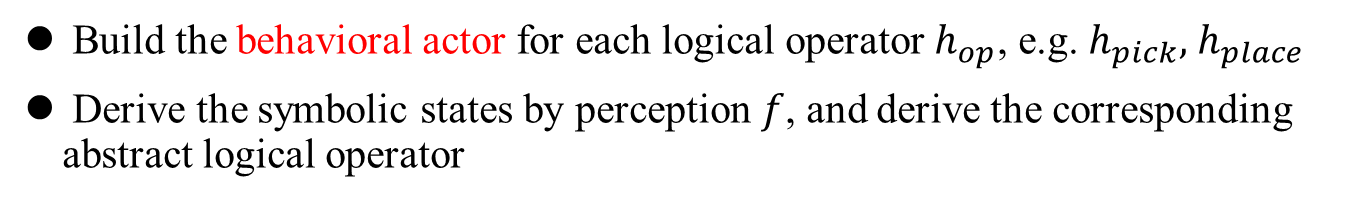 ● Build the behavioral actor for each logical operator h_op, e.g. h_pick, h_place
● Derive the symbolic states by perception f, and derive the corresponding
abstract logical operator